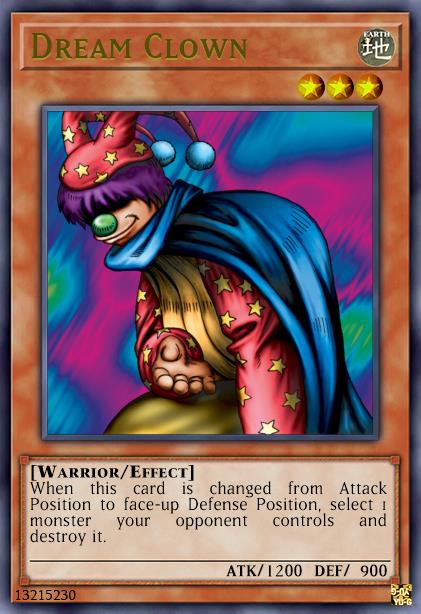 DREAM CLOWN
EARTH
地
[WARRIOR/EFFECT]
When this card is changed from Attack
Position to face-up Defense Position, select 1
monster your opponent controls and
destroy it.
ATK/1200 DEF/ 900
13215230